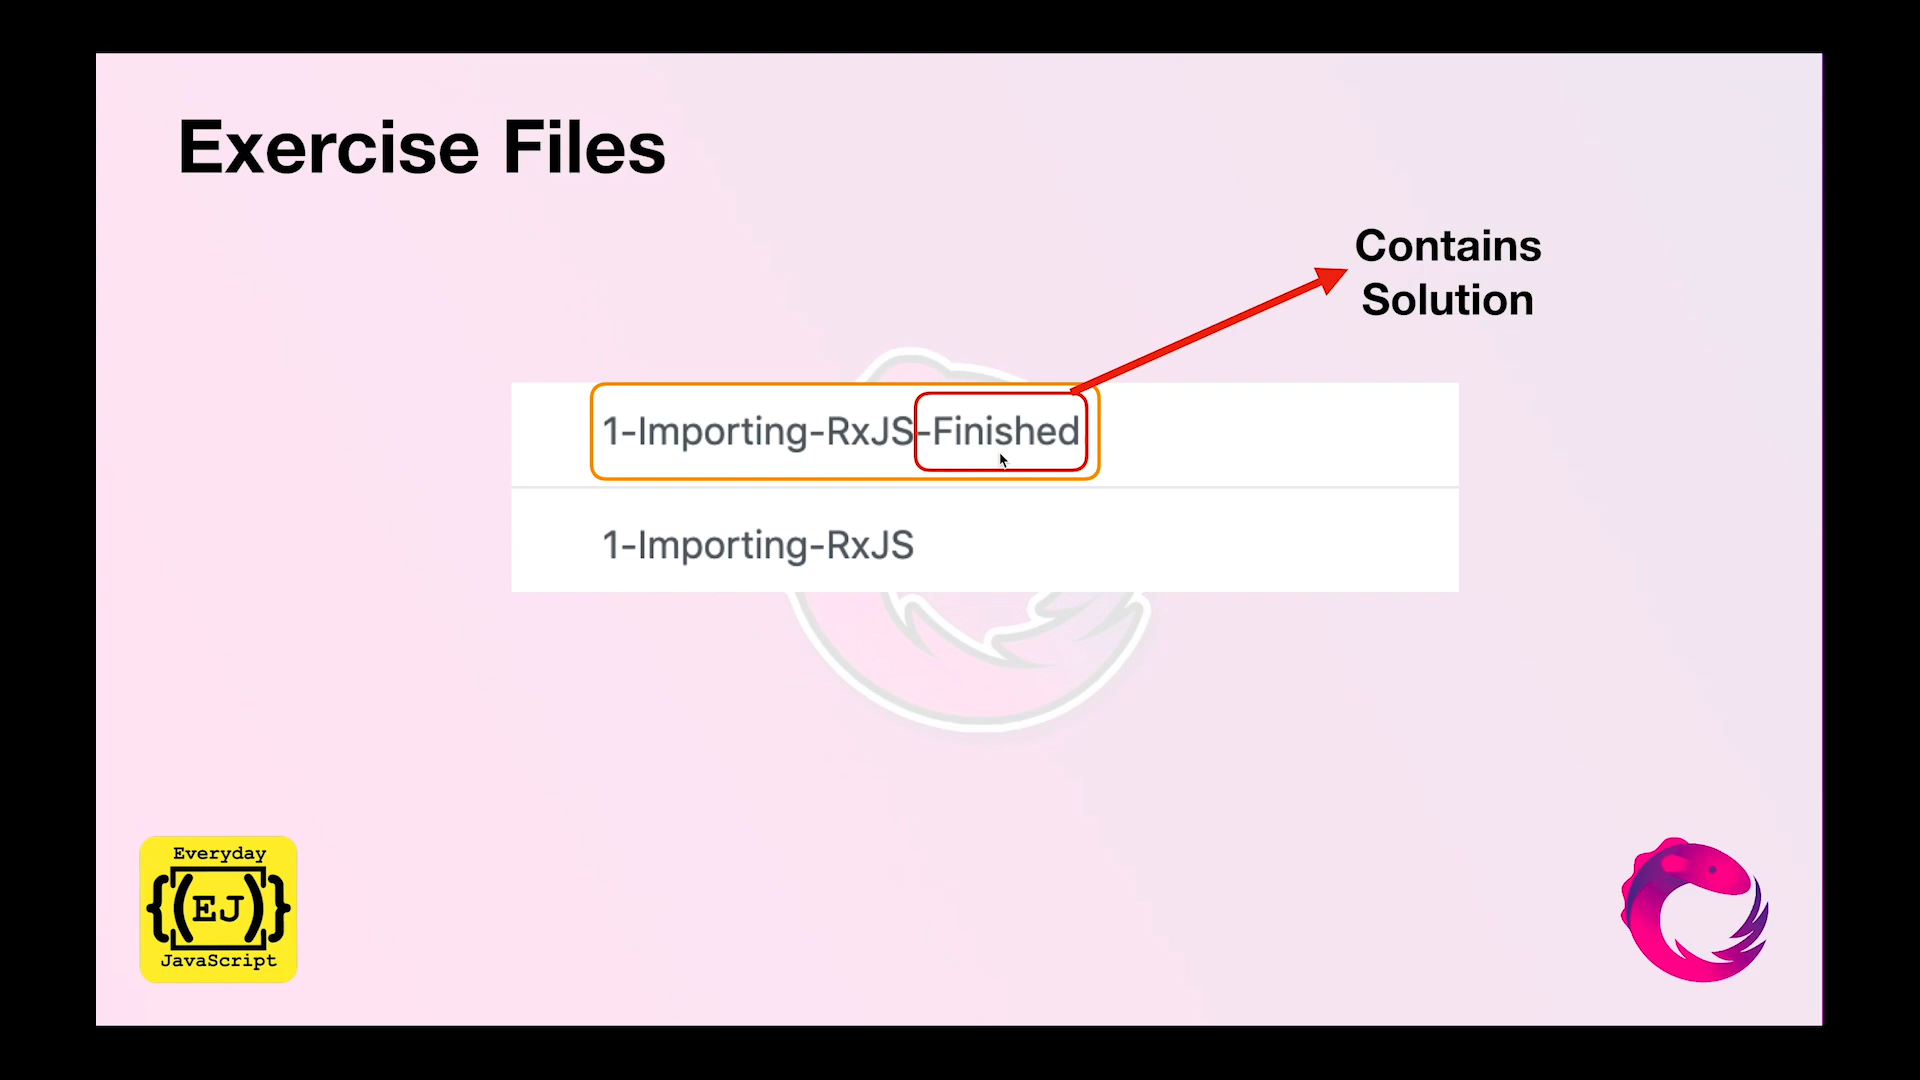 Exercise Files
Contains
Solution
1-Importing-RxJS-Finished
1-Importing-RxJS
Everyday
{(EJ)}
JavaScript